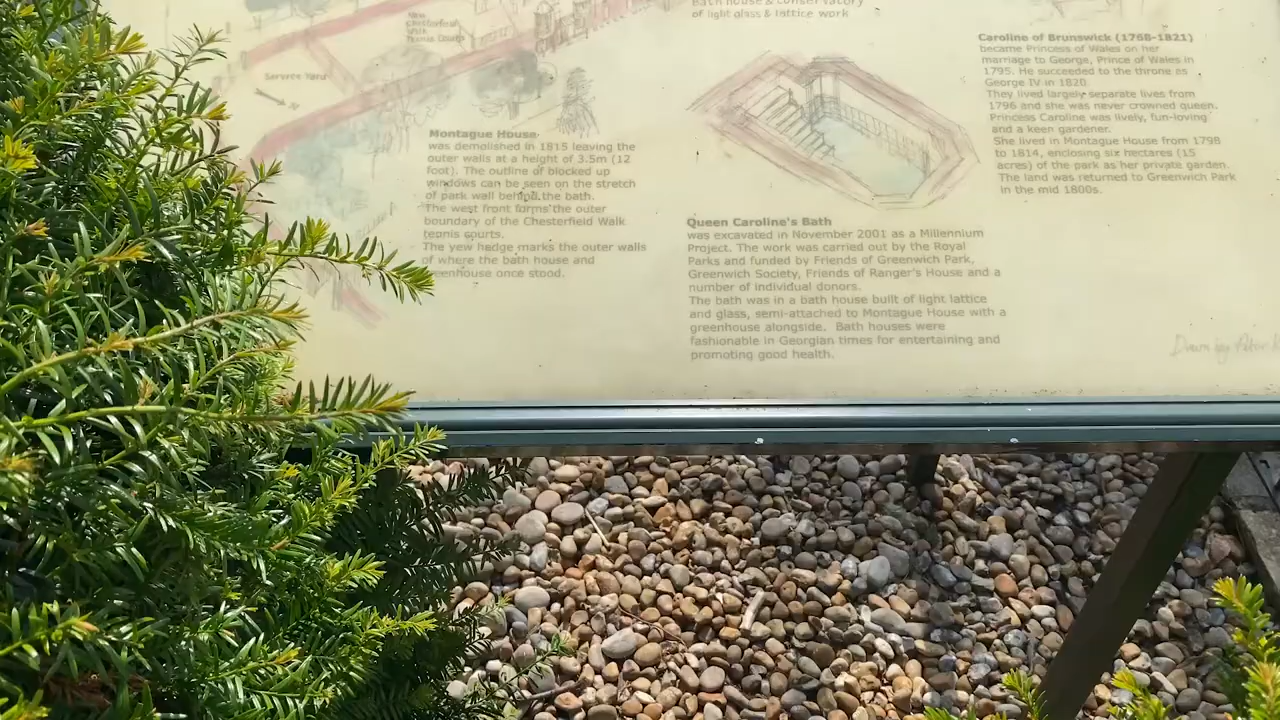 Bath house & conservatory
of light glass & lattice work
New
Chesterfield
Walk
Tennis Courts
Service Yard
Montague House
was demolished in 1815 leaving the
outer walls at a height of 3.5m (12
foot). The outline of blocked up
windows can be seen on the stretch
of park wall behind the bath.
The west front forms the outer
boundary of the Chesterfield Walk
tennis courts.
The yew hedge marks the outer walls
of where the bath house and
eenhouse once stood.
Queen Caroline's Bath
was excavated in November 2001 as a Millennium
Project. The work was carried out by the Royal
Parks and funded by Friends of Greenwich Park,
Greenwich Society, Friends of Ranger's House and a
number of individual donors.
The bath was in a bath house built of light lattice
and glass, semi-attached to Montague House with a
greenhouse alongside. Bath houses were
fashionable in Georgian times for entertaining and
promoting good health.
Caroline of Brunswick (1768-1821)
became Princess of Wales on her
marriage to George, Prince of Wales in
1795. He succeeded to the throne as
George IV in 1820
They lived largely separate lives from
1796 and she was never crowned queen.
Princess Caroline was lively, fun-loving
and a keen gardener.
She lived in Montague House from 1798
to 1814, enclosing six hectares (15
acres) of the park as her private garden.
The land was returned to Greenwich Park
in the mid 1800s.
Drawn by